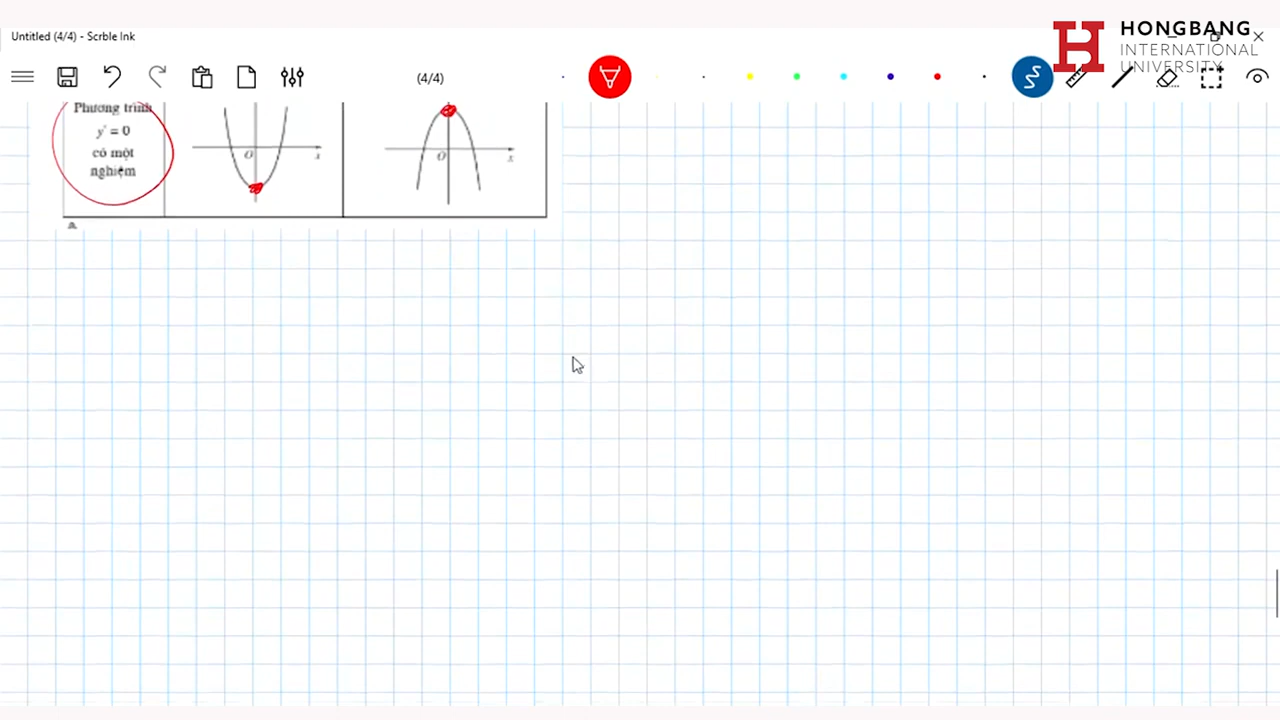 Untitled (4/4) - Scrble Ink
HONGBANG
INTERNATIONAL
UNIVERSITY
(4/4)
Phương trình
y' = 0
có một
nghiệm
O
x
O
x